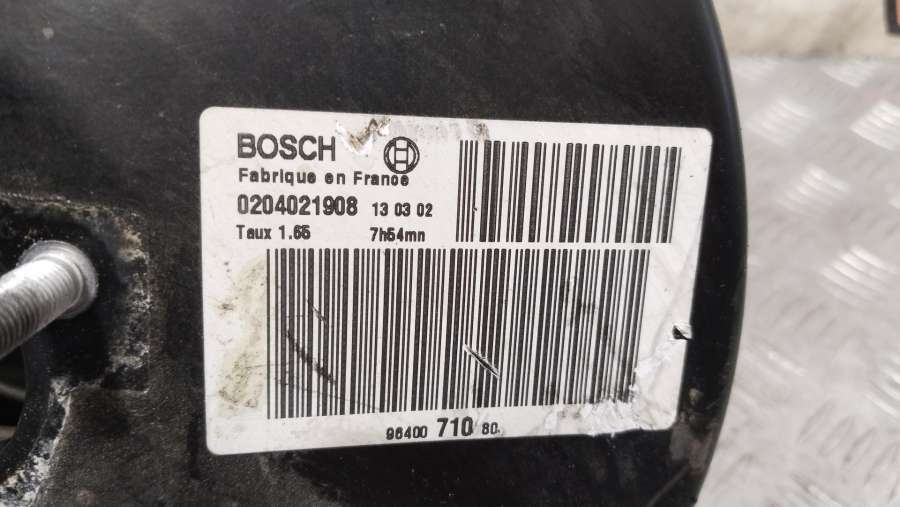 BOSCH
Fabrique en France
0204021908 13 03 02
Taux 1.65 7h54mn
96400 710 80